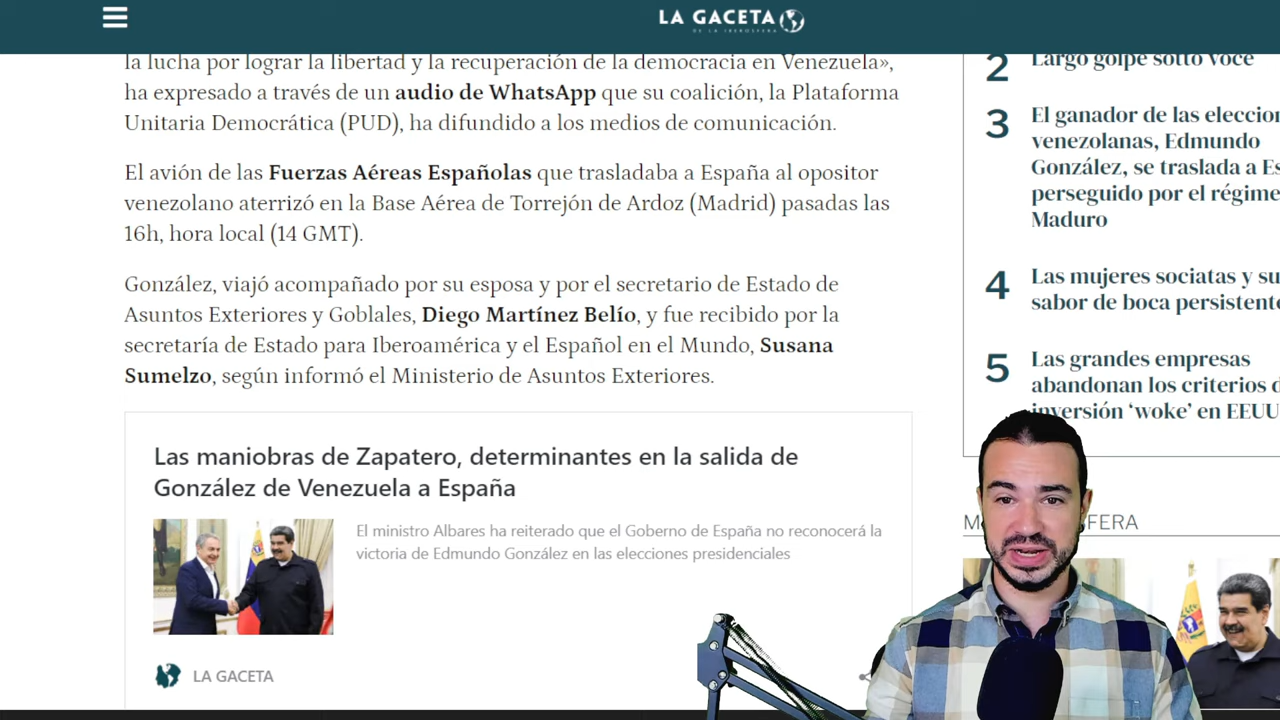 LA GACETA
DE LA IBEROSFERA
la lucha por lograr la libertad y la recuperación de la democracia en Venezuela»,
ha expresado a través de un audio de WhatsApp que su coalición, la Plataforma
Unitaria Democrática (PUD), ha difundido a los medios de comunicación.
El avión de las Fuerzas Aéreas Españolas que trasladaba a España al opositor
venezolano aterrizó en la Base Aérea de Torrejón de Ardoz (Madrid) pasadas las
16h, hora local (14 GMT).
González, viajó acompañado por su esposa y por el secretario de Estado de
Asuntos Exteriores y Goblales, Diego Martínez Belío, y fue recibido por la
secretaría de Estado para Iberoamérica y el Español en el Mundo, Susana
Sumelzo, según informó el Ministerio de Asuntos Exteriores.
Las maniobras de Zapatero, determinantes en la salida de
González de Venezuela a España
El ministro Albares ha reiterado que el Goberno de España no reconocerá la
victoria de Edmundo González en las elecciones presidenciales
LA GACETA
2 Largo golpe sotto voce
3 El ganador de las eleccion
venezolanas, Edmundo
González, se traslada a Es
perseguido por el régime
Maduro
4 Las mujeres sociatas y su
sabor de boca persistente
5 Las grandes empresas
abandonan los criterios d
inversión ‘woke’ en EEUU
SFERA